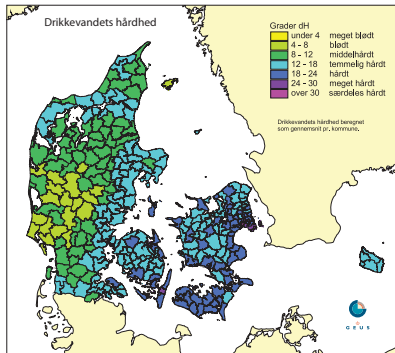 Drikkevandets hårdhed
Grader dH
under 4 meget blødt
4 – 8 blødt
8 – 12 middelhårdt
12 – 18 temmelig hårdt
18 – 24 hårdt
24 – 30 meget hårdt
over 30 særdeles hårdt
Drikkevandets hårdhed beregnet
som gennemsnit pr. kommune.
G E U S